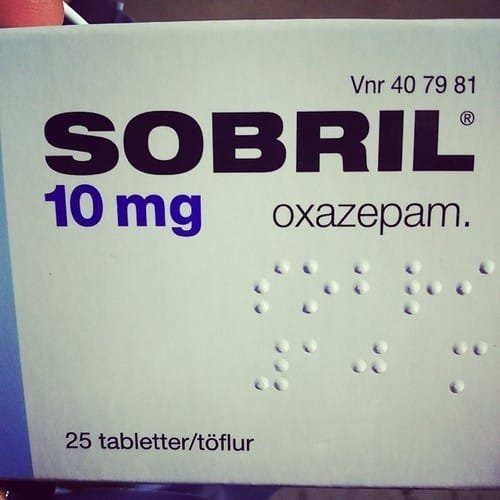 Vnr 40 79 81
SOBRIL®
10 mg oxazepam.
25 tabletter/töflur